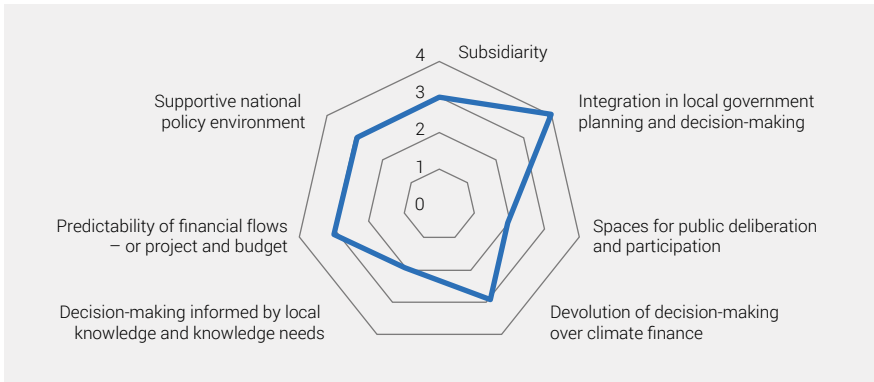 4
Subsidiarity
3
2
1
0
Integration in local government
planning and decision-making
Spaces for public deliberation
and participation
Devolution of decision-making
over climate finance
Decision-making informed by local
knowledge and knowledge needs
Predictability of financial flows
– or project and budget
Supportive national
policy environment